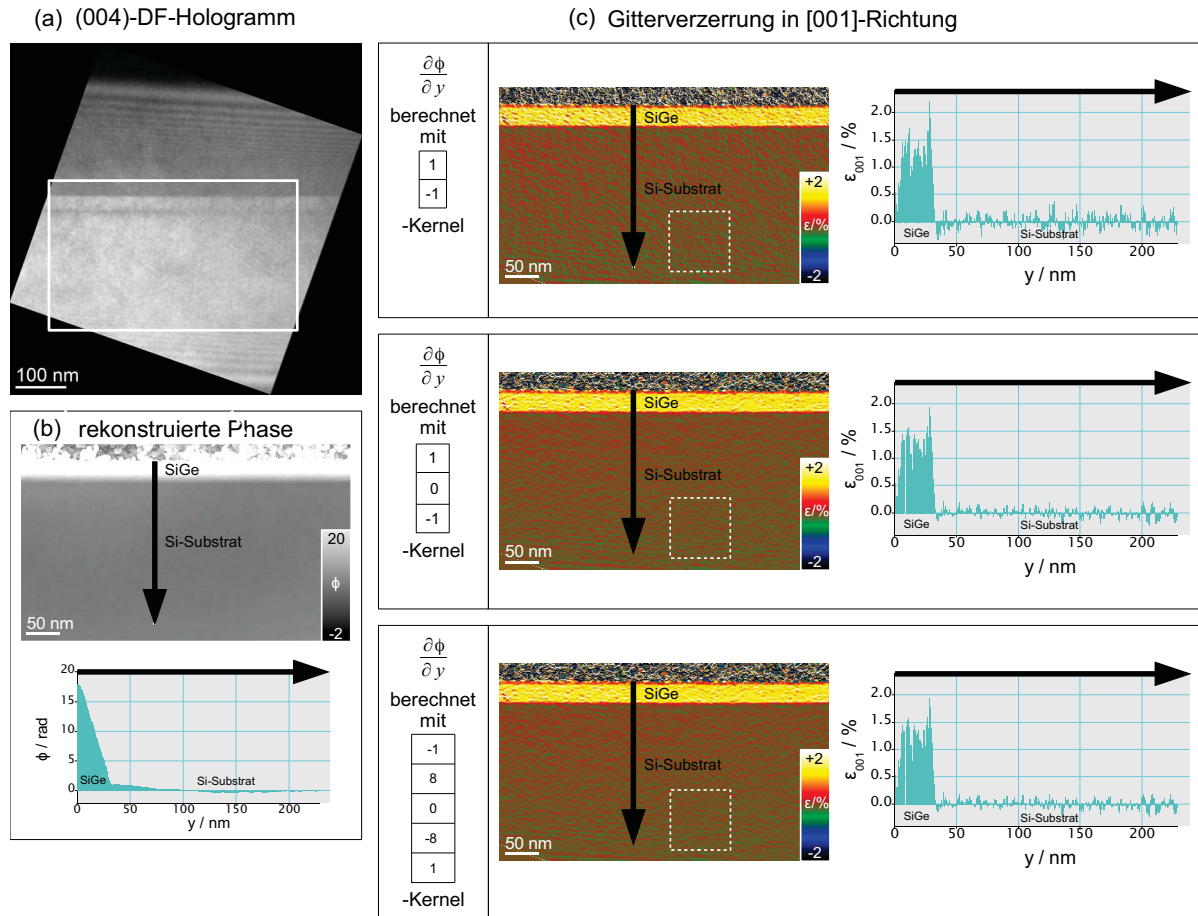 (a) (004)-DF-Hologramm
100 nm
(b) rekonstruierte Phase
SiGe
Si-Substrat
50 nm
20
ϕ
-2
20
15
10
5
0
ϕ / rad
SiGe
Si-Substrat
0 50 100 150 200
y / nm
(c) Gitterverzerrung in [001]-Richtung
∂ϕ
∂y
berechnet
mit
1
-1
-Kernel
SiGe
Si-Substrat
50 nm
+2
ε/%
-2
2.0
1.5
1.0
0.5
0.0
ε001 / %
SiGe
Si-Substrat
0 50 100 150 200
y / nm
∂ϕ
∂y
berechnet
mit
1
0
-1
-Kernel
SiGe
Si-Substrat
50 nm
+2
ε/%
-2
2.0
1.5
1.0
0.5
0.0
ε001 / %
SiGe
Si-Substrat
0 50 100 150 200
y / nm
∂ϕ
∂y
berechnet
mit
-1
8
0
-8
1
-Kernel
SiGe
Si-Substrat
50 nm
+2
ε/%
-2
2.0
1.5
1.0
0.5
0.0
ε001 / %
SiGe
Si-Substrat
0 50 100 150 200
y / nm